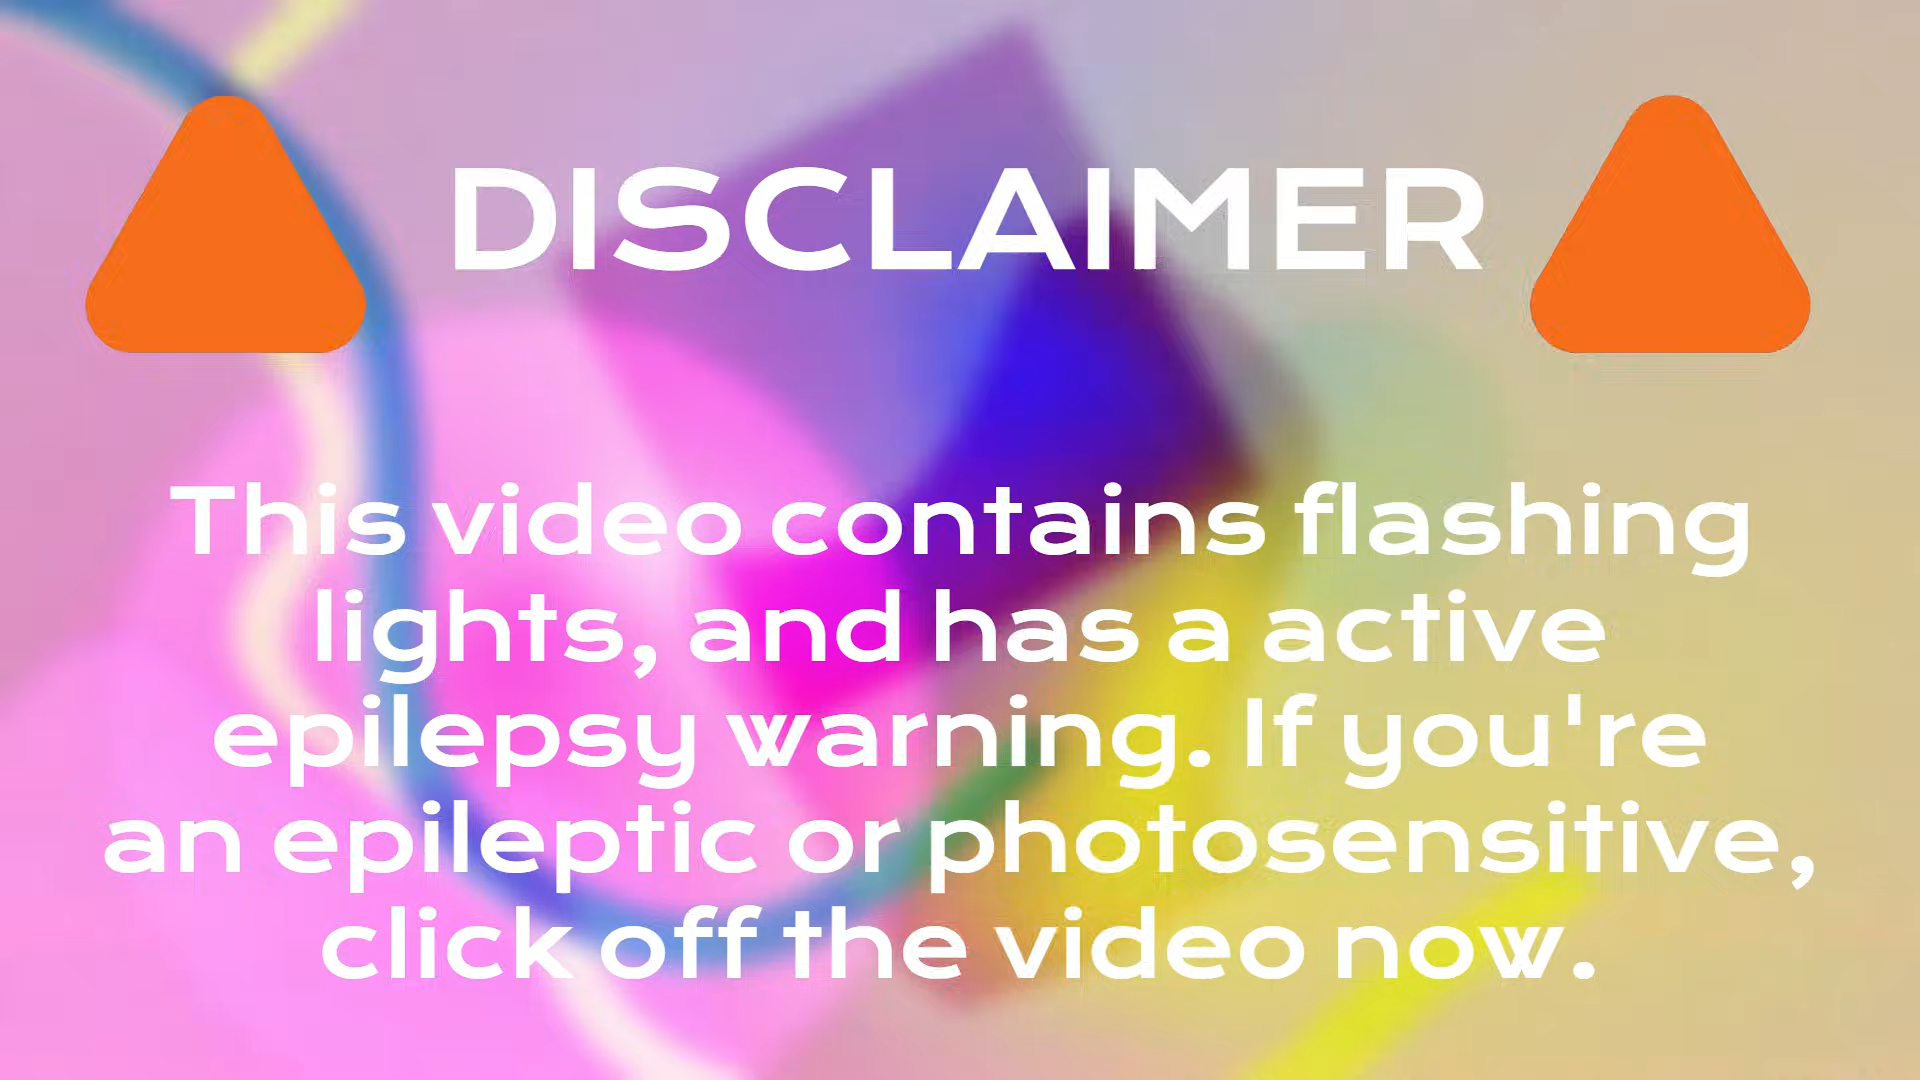 DISCLAIMER
This video contains flashing
lights, and has a active
epilepsy warning. If you're
an epileptic or photosensitive,
click off the video now.